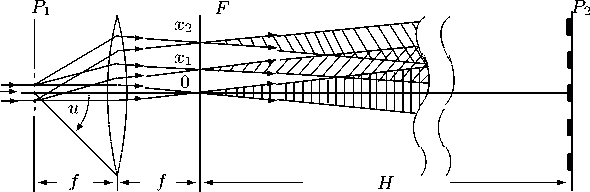 P₁ F P₂
x₂
x₁
0
u
f f H